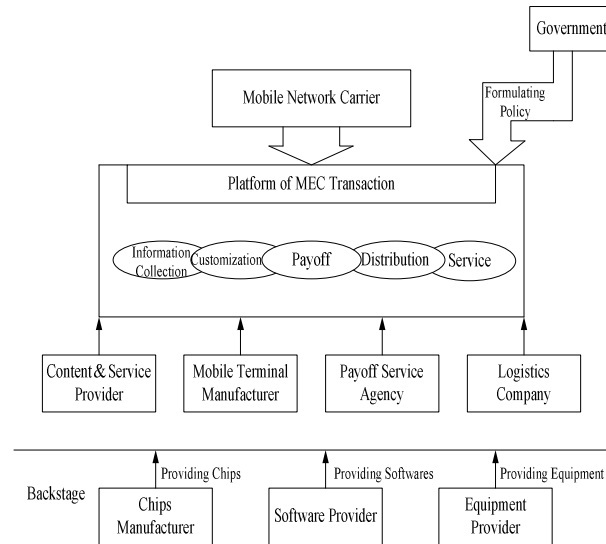 Government
Mobile Network Carrier
Formulating
Policy
Platform of MEC Transaction
Information
Collection
Customization
Payoff
Distribution
Service
Content & Service
Provider
Mobile Terminal
Manufacturer
Payoff Service
Agency
Logistics
Company
Providing Chips
Providing Softwares
Providing Equipment
Backstage
Chips
Manufacturer
Software Provider
Equipment
Provider